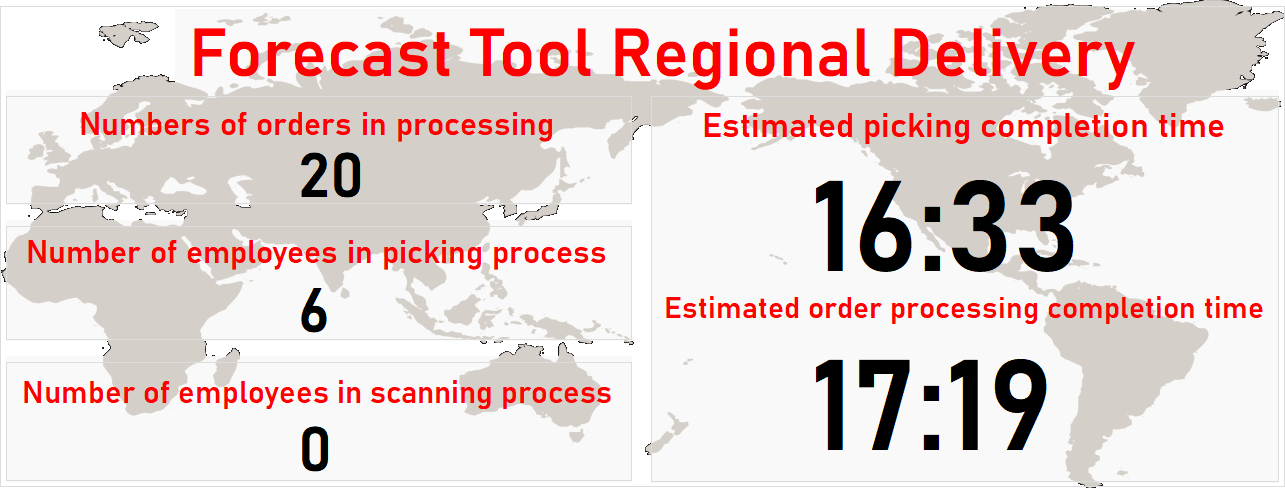 Forecast Tool Regional Delivery
Numbers of orders in processing
20
Number of employees in picking process
6
Number of employees in scanning process
0
Estimated picking completion time
16:33
Estimated order processing completion time
17:19